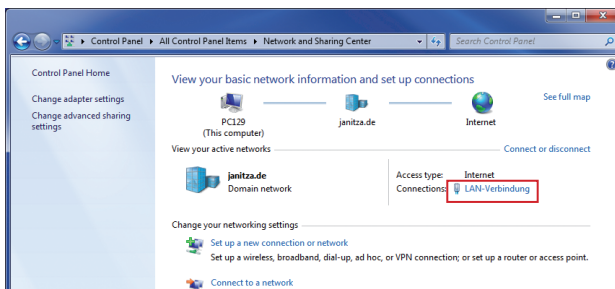 Control Panel ▸ All Control Panel Items ▸ Network and Sharing Center
Search Control Panel
Control Panel Home
Change adapter settings
Change advanced sharing
settings
View your basic network information and set up connections
See full map
PC129
(This computer)
janitza.de
Internet
View your active networks
Connect or disconnect
janitza.de
Domain network
Access type: Internet
Connections: LAN-Verbindung
Change your networking settings
Set up a new connection or network
Set up a wireless, broadband, dial-up, ad hoc, or VPN connection; or set up a router or access point.
Connect to a network